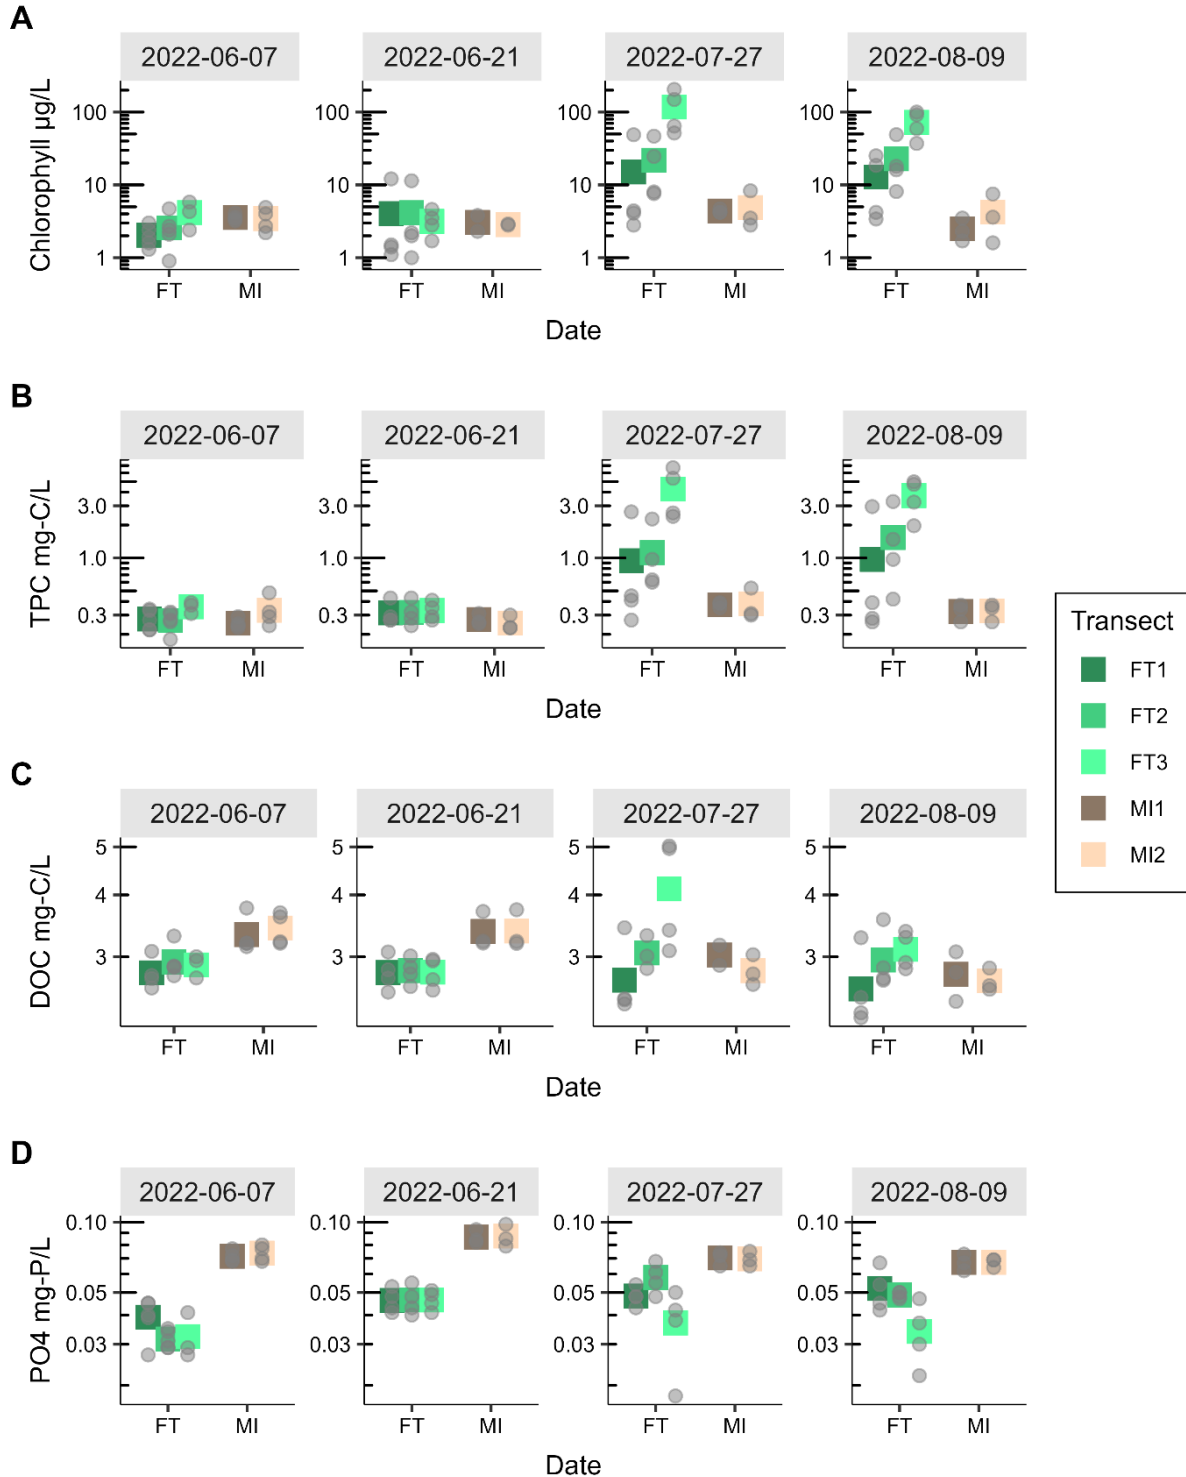 A
2022-06-07 2022-06-21 2022-07-27 2022-08-09
Chlorophyll µg/L
100 100 100 100
10 10 10 10
1 1 1 1
FT MI FT MI FT MI FT MI
Date
B
2022-06-07 2022-06-21 2022-07-27 2022-08-09
TPC mg-C/L
3.0 3.0 3.0 3.0
1.0 1.0 1.0 1.0
0.3 0.3 0.3 0.3
FT MI FT MI FT MI FT MI
Date
Transect
FT1
FT2
FT3
MI1
MI2
C
2022-06-07 2022-06-21 2022-07-27 2022-08-09
DOC mg-C/L
5 5 5 5
4 4 4 4
3 3 3 3
FT MI FT MI FT MI FT MI
Date
D
2022-06-07 2022-06-21 2022-07-27 2022-08-09
PO4 mg-P/L
0.10 0.10 0.10 0.10
0.05 0.05 0.05 0.05
0.03 0.03 0.03 0.03
FT MI FT MI FT MI FT MI
Date